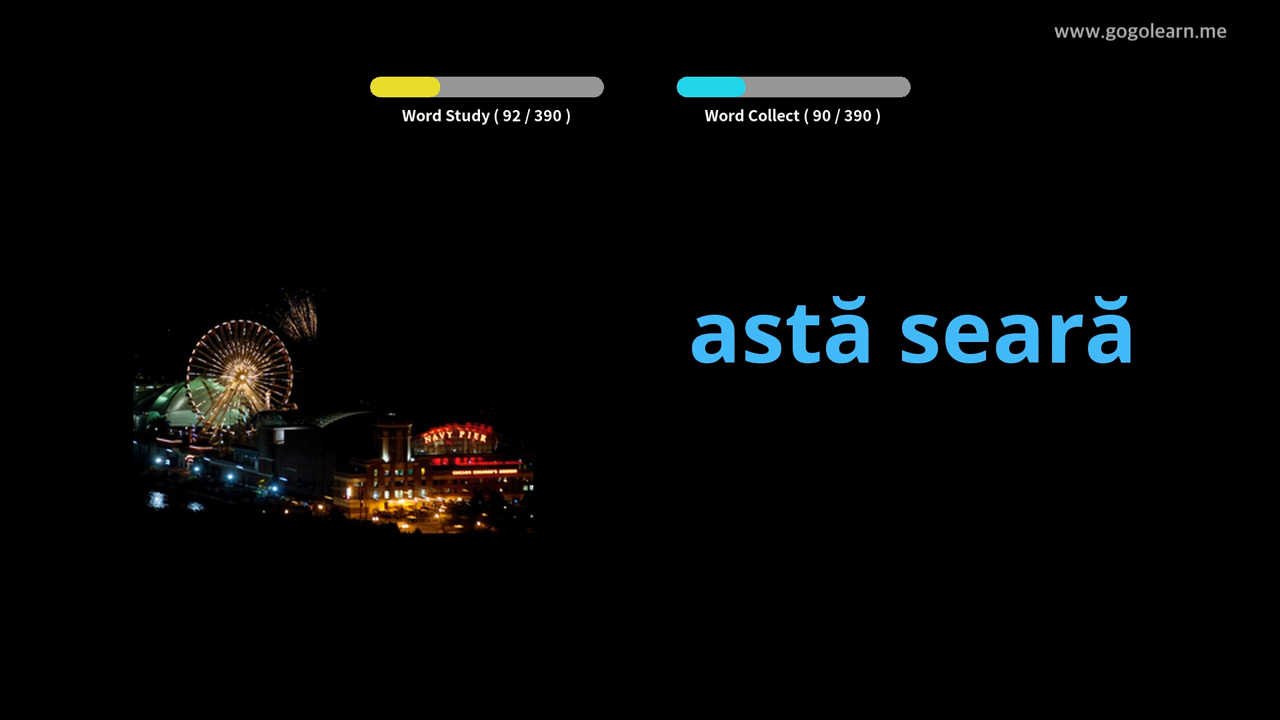 www.gogolearn.me
Word Study ( 92 / 390 )
Word Collect ( 90 / 390 )
astă seară
NAVY PIER